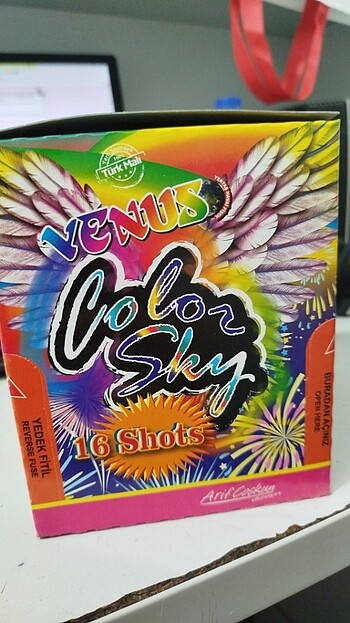 Türk Malı
VENUS
Color
Sky
16 Shots
YEDEK FİTİL
REVERSE FUSE
BURADAN AÇINIZ
OPEN HERE
Arif Coşkun